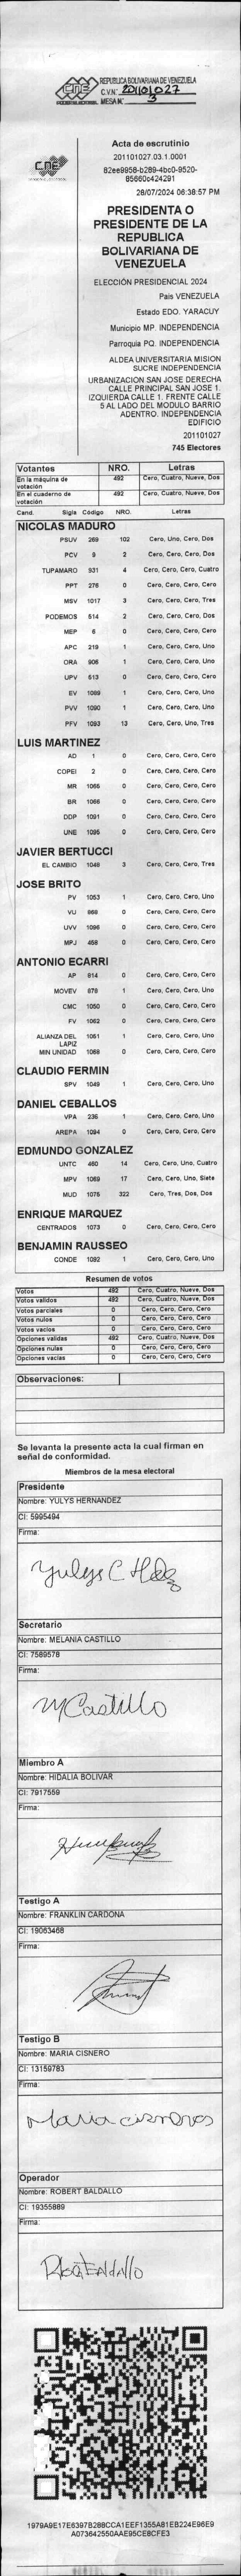 REPUBLICA BOLIVARIANA DE VENEZUELA
C.V.N° 201101027
MESA N° 3
CNE
CNE
Acta de escrutinio
201101027.03.1.0001
82ee9958-b289-4bc0-9520-
85660c424291
28/07/2024 06:38:57 PM
PRESIDENTA O
PRESIDENTE DE LA
REPUBLICA
BOLIVARIANA DE
VENEZUELA
ELECCIÓN PRESIDENCIAL 2024
Pais VENEZUELA
Estado EDO. YARACUY
Municipio MP. INDEPENDENCIA
Parroquia PQ. INDEPENDENCIA
ALDEA UNIVERSITARIA MISION
SUCRE INDEPENDENCIA
URBANIZACION SAN JOSE DERECHA
CALLE PRINCIPAL SAN JOSE 1.
IZQUIERDA CALLE 1. FRENTE CALLE
5 AL LADO DEL MODULO BARRIO
ADENTRO. INDEPENDENCIA
EDIFICIO
201101027
745 Electores
Votantes NRO. Letras
En la máquina de votación 492 Cero, Cuatro, Nueve, Dos
En el cuaderno de votación 492 Cero, Cuatro, Nueve, Dos
Cand. Sigla Código NRO. Letras
NICOLAS MADURO
PSUV 269 102 Cero, Uno, Cero, Dos
PCV 9 2 Cero, Cero, Cero, Dos
TUPAMARO 931 4 Cero, Cero, Cero, Cuatro
PPT 276 0 Cero, Cero, Cero, Cero
MSV 1017 3 Cero, Cero, Cero, Tres
PODEMOS 514 2 Cero, Cero, Cero, Dos
MEP 6 0 Cero, Cero, Cero, Cero
APC 219 1 Cero, Cero, Cero, Uno
ORA 906 1 Cero, Cero, Cero, Uno
UPV 513 0 Cero, Cero, Cero, Cero
EV 1089 1 Cero, Cero, Cero, Uno
PVV 1090 1 Cero, Cero, Cero, Uno
PFV 1093 13 Cero, Cero, Uno, Tres
LUIS MARTINEZ
AD 1 0 Cero, Cero, Cero, Cero
COPEI 2 0 Cero, Cero, Cero, Cero
MR 1065 0 Cero, Cero, Cero, Cero
BR 1066 0 Cero, Cero, Cero, Cero
DDP 1091 0 Cero, Cero, Cero, Cero
UNE 1095 0 Cero, Cero, Cero, Cero
JAVIER BERTUCCI
EL CAMBIO 1048 3 Cero, Cero, Cero, Tres
JOSE BRITO
PV 1053 1 Cero, Cero, Cero, Uno
VU 968 0 Cero, Cero, Cero, Cero
UVV 1096 0 Cero, Cero, Cero, Cero
MPJ 458 0 Cero, Cero, Cero, Cero
ANTONIO ECARRI
AP 814 0 Cero, Cero, Cero, Cero
MOVEV 878 1 Cero, Cero, Cero, Uno
CMC 1050 0 Cero, Cero, Cero, Cero
FV 1062 0 Cero, Cero, Cero, Cero
ALIANZA DEL LAPIZ 1051 1 Cero, Cero, Cero, Uno
MIN UNIDAD 1068 0 Cero, Cero, Cero, Cero
CLAUDIO FERMIN
SPV 1049 1 Cero, Cero, Cero, Uno
DANIEL CEBALLOS
VPA 236 1 Cero, Cero, Cero, Uno
AREPA 1094 0 Cero, Cero, Cero, Cero
EDMUNDO GONZALEZ
UNTC 460 14 Cero, Cero, Uno, Cuatro
MPV 1069 17 Cero, Cero, Uno, Siete
MUD 1075 322 Cero, Tres, Dos, Dos
ENRIQUE MARQUEZ
CENTRADOS 1073 0 Cero, Cero, Cero, Cero
BENJAMIN RAUSSEO
CONDE 1092 1 Cero, Cero, Cero, Uno
Resumen de votos
Votos 492 Cero, Cuatro, Nueve, Dos
Votos validos 492 Cero, Cuatro, Nueve, Dos
Votos parciales 0 Cero, Cero, Cero, Cero
Votos nulos 0 Cero, Cero, Cero, Cero
Votos vacios 0 Cero, Cero, Cero, Cero
Opciones validas 492 Cero, Cuatro, Nueve, Dos
Opciones nulas 0 Cero, Cero, Cero, Cero
Opciones vacias 0 Cero, Cero, Cero, Cero
Observaciones:
Se levanta la presente acta la cual firman en
señal de conformidad.
Miembros de la mesa electoral
Presidente
Nombre: YULYS HERNANDEZ
CI: 5995494
Firma:
Yulys C Hdez
Secretario
Nombre: MELANIA CASTILLO
CI: 7589578
Firma:
MCastillo
Miembro A
Nombre: HIDALIA BOLIVAR
CI: 7917559
Firma:
Testigo A
Nombre: FRANKLIN CARDONA
CI: 19063468
Firma:
Testigo B
Nombre: MARIA CISNERO
CI: 13159783
Firma:
Maria cisneros
Operador
Nombre: ROBERT BALDALLO
CI: 19355889
Firma:
1979A9E17E6397B288CCA1EEF1355A81EB224E96E9
A073642550AAE95CE8CFE3